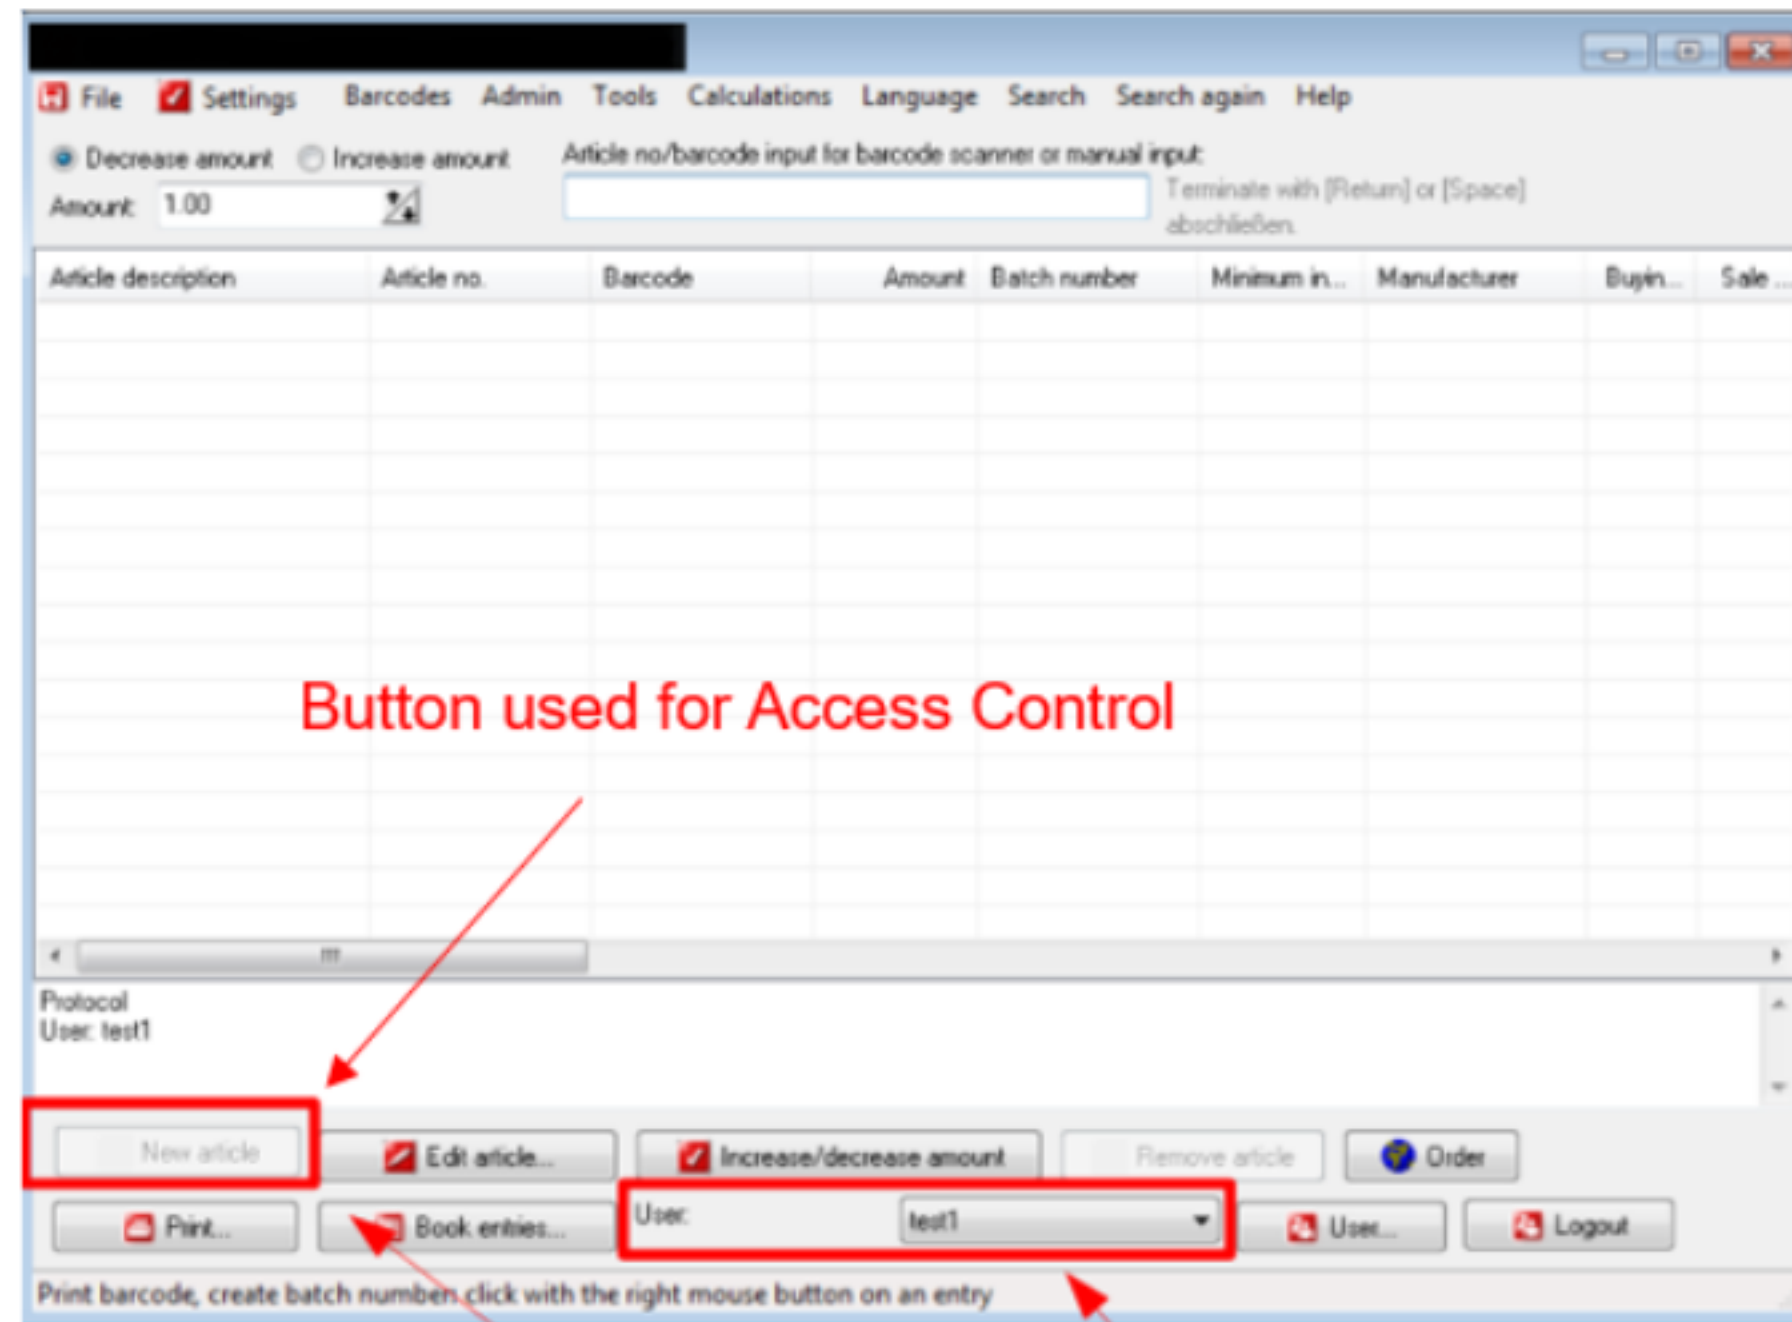 File Settings Barcodes Admin Tools Calculations Language Search Search again Help
Decrease amount Increase amount Article no/barcode input for barcode scanner or manual input:
Amount: 1.00 Terminate with [Return] or [Space]
abschließen.
Article description Article no. Barcode Amount Batch number Minimum in... Manufacturer Buyin... Sale ...
Button used for Access Control
Protocol
User: test1
New article Edit article... Increase/decrease amount Remove article Order
Print... Book entries... User: test1 User... Logout
Print barcode, create batch number: click with the right mouse button on an entry